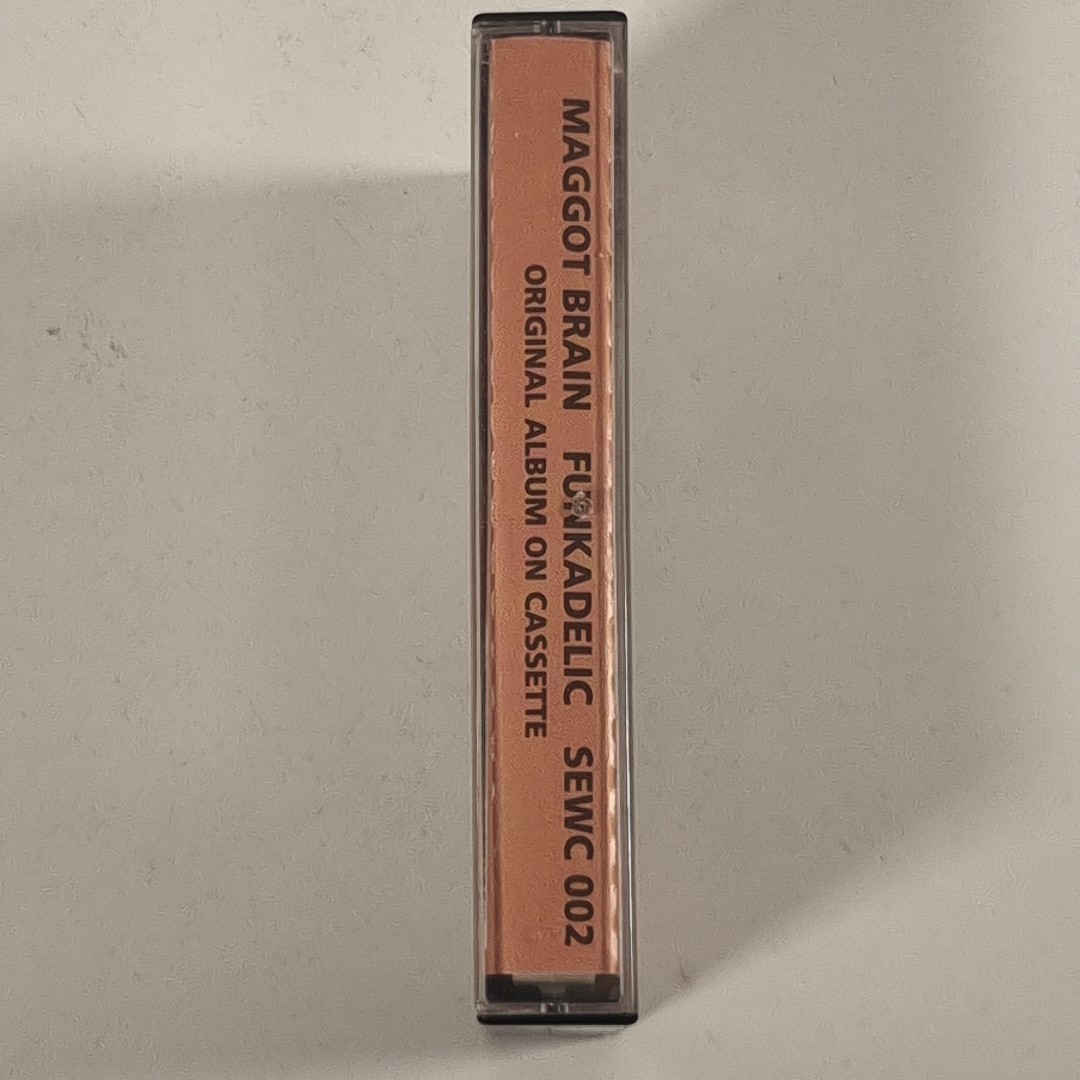 MAGGOT BRAIN FUNKADELIC SEWC 002
ORIGINAL ALBUM ON CASSETTE